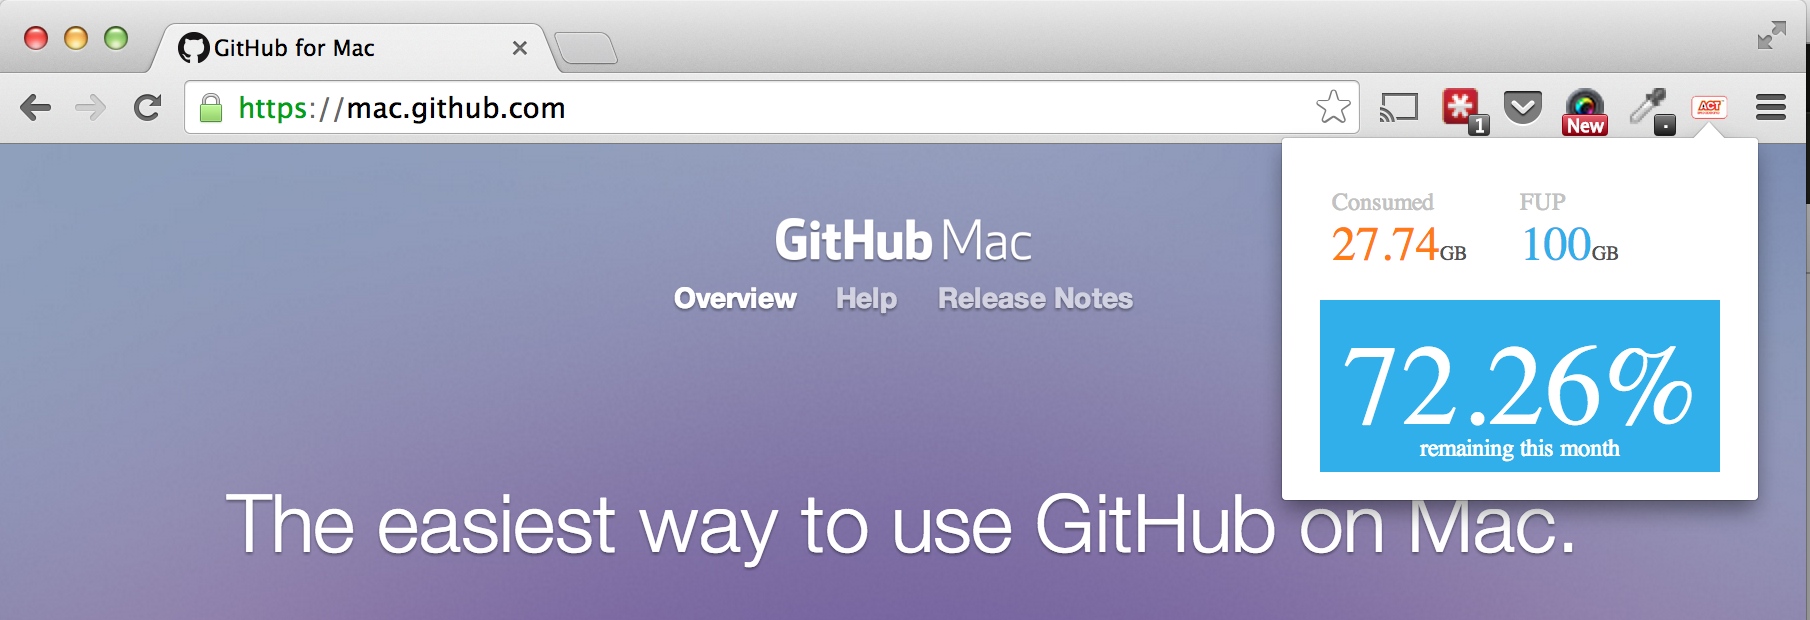 GitHub for Mac
https://mac.github.com
1
New
ACT
Consumed FUP
27.74GB 100GB
72.26%
remaining this month
GitHub Mac
Overview Help Release Notes
The easiest way to use GitHub on Mac.